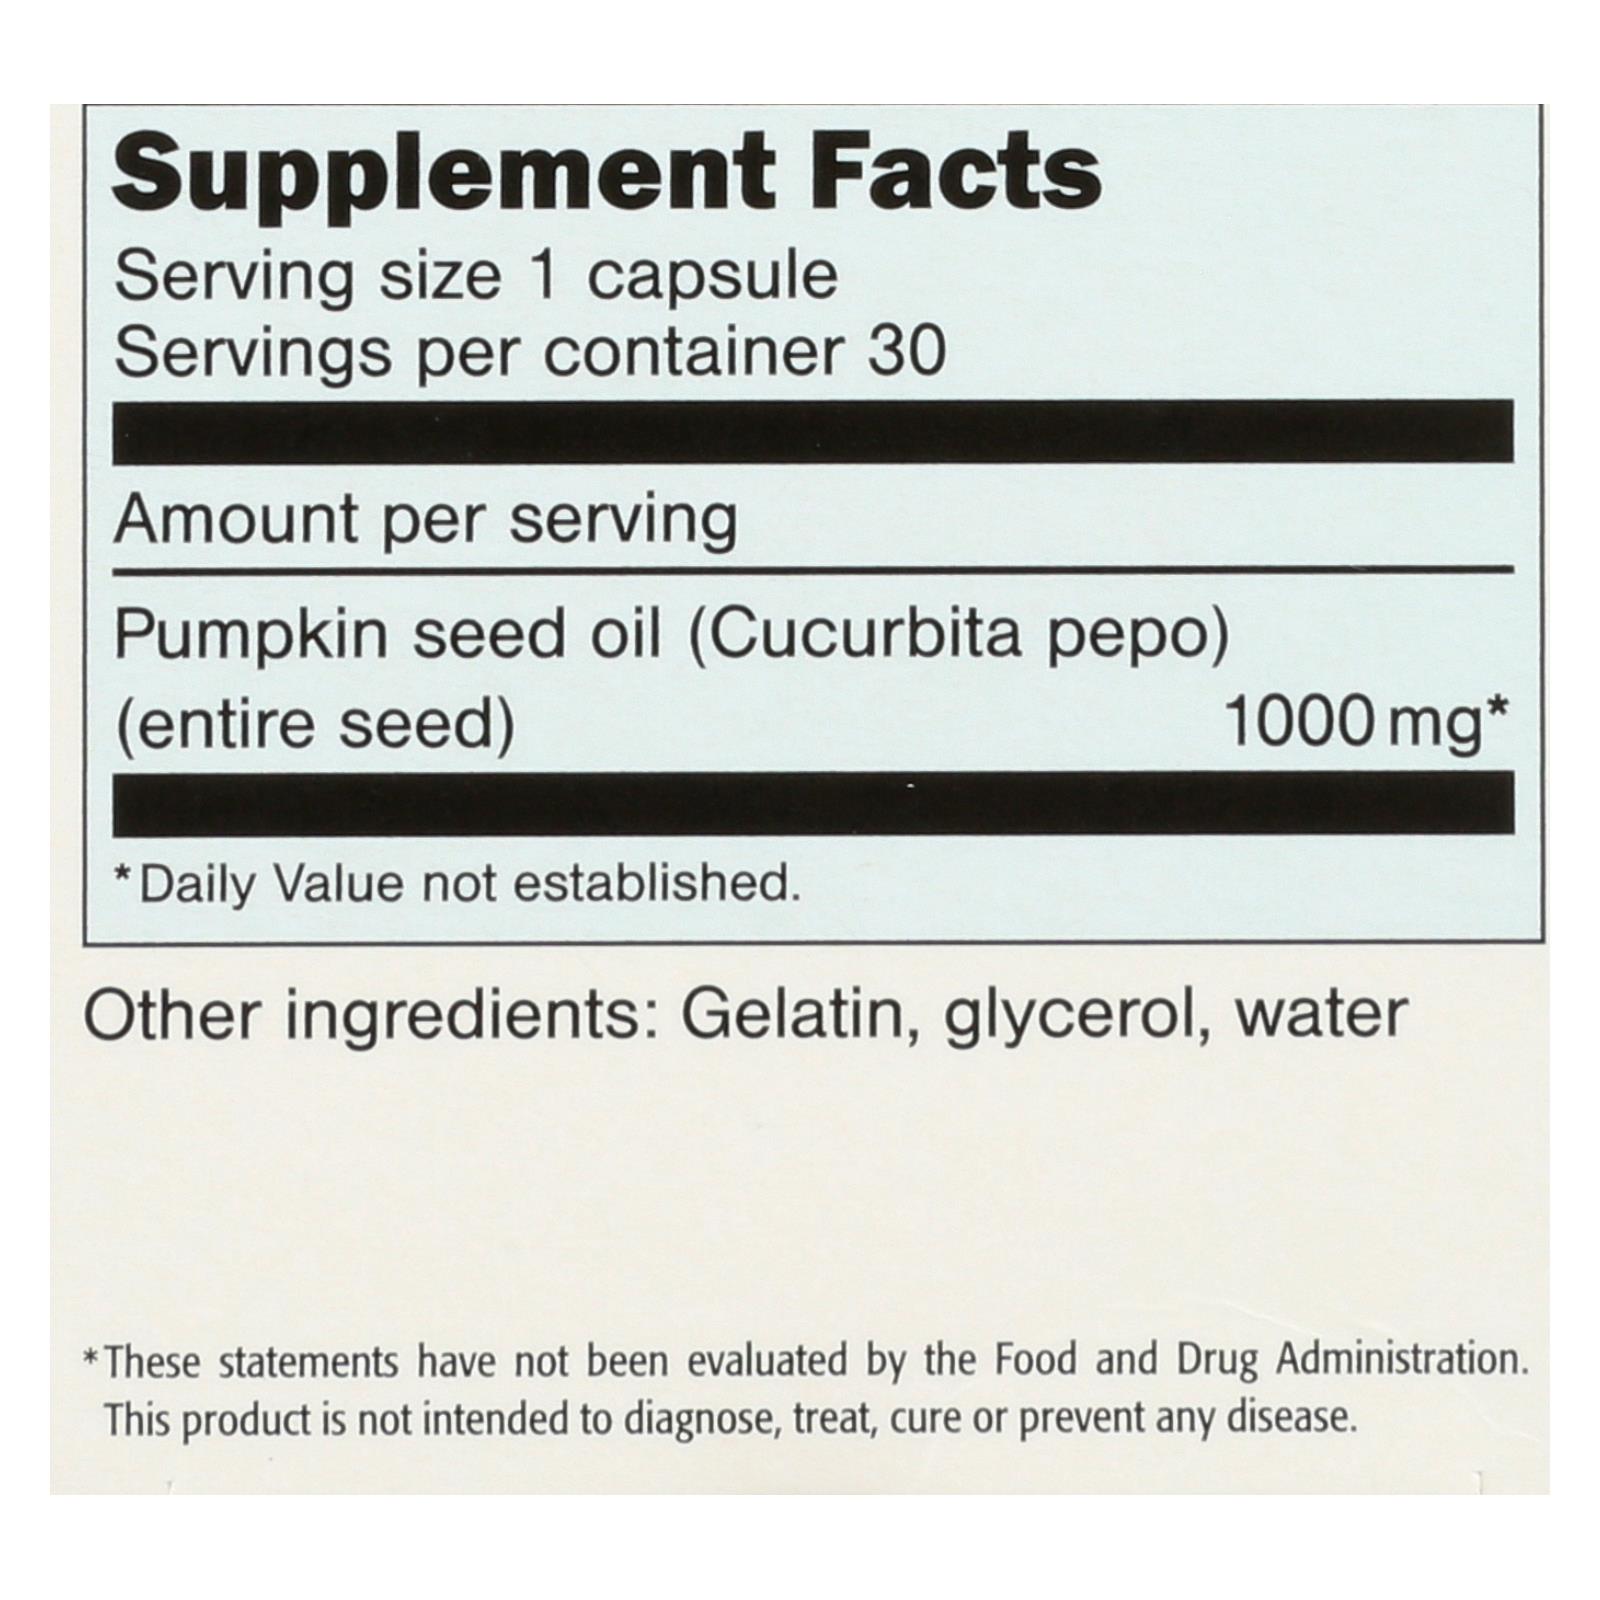 Supplement Facts
Serving size 1 capsule
Servings per container 30
Amount per serving
Pumpkin seed oil (Cucurbita pepo)
(entire seed) 1000 mg*
*Daily Value not established.
Other ingredients: Gelatin, glycerol, water
*These statements have not been evaluated by the Food and Drug Administration.
This product is not intended to diagnose, treat, cure or prevent any disease.